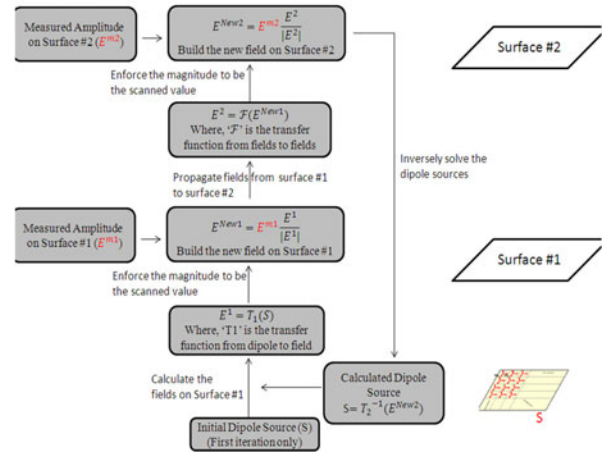 Measured Amplitude
on Surface #2 (E^m2)
E^New2 = E^m2 E^2/|E^2|
Build the new field on Surface #2
Surface #2
Enforce the magnitude to be
the scanned value
E^2 = ℱ(E^New1)
Where, 'ℱ' is the transfer
function from fields to fields
Inversely solve the
dipole sources
Propagate fields from surface #1
to surface #2
Measured Amplitude
on Surface #1 (E^m1)
E^New1 = E^m1 E^1/|E^1|
Build the new field on Surface #1
Surface #1
Enforce the magnitude to be
the scanned value
E^1 = T_1(S)
Where, 'T1' is the transfer
function from dipole to field
Calculate the
fields on Surface #1
Calculated Dipole
Source
S= T_2^-1(E^New2)
S
Initial Dipole Source (S)
(First iteration only)